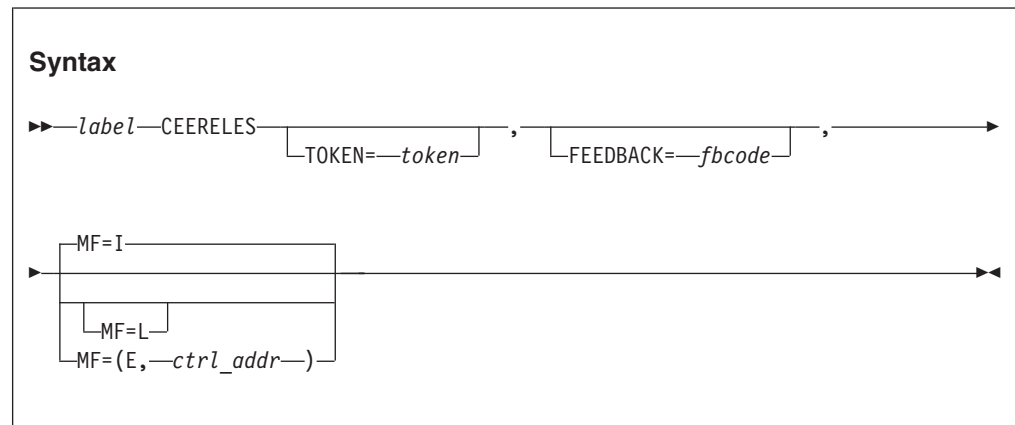 Syntax
label CEERELES , ,
TOKEN= token FEEDBACK= fbcode
MF=I
MF=L
MF=(E, ctrl_addr )